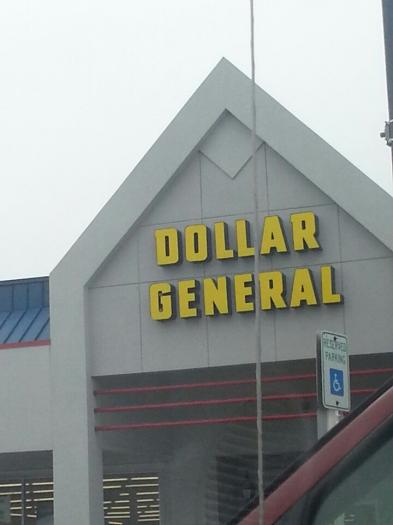 DOLLAR
GENERAL
RESERVED
PARKING